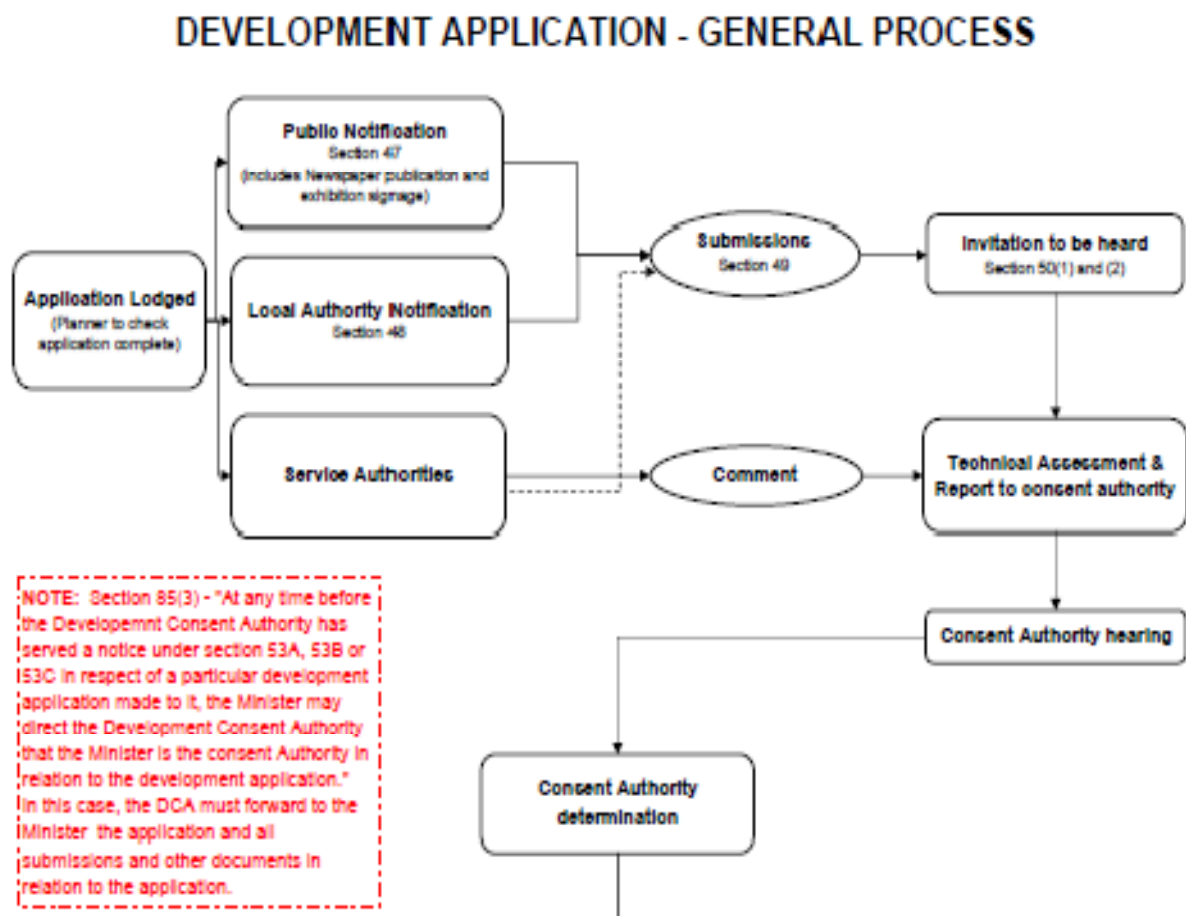 DEVELOPMENT APPLICATION - GENERAL PROCESS
Public Notification
Section 47
(Includes Newspaper publication and
exhibition signage)
Submissions
Section 49
Invitation to be heard
Section 50(1) and (2)
Application Lodged
(Planner to check
application complete)
Local Authority Notification
Section 48
Service Authorities
Comment
Technical Assessment &
Report to consent authority
NOTE: Section 85(3) - "At any time before
the Developemnt Consent Authority has
served a notice under section 53A, 53B or
53C in respect of a particular development
application made to it, the Minister may
direct the Development Consent Authority
that the Minister is the consent Authority in
relation to the development application."
In this case, the DCA must forward to the
Minister the application and all
submissions and other documents in
relation to the application.
Consent Authority hearing
Consent Authority
determination